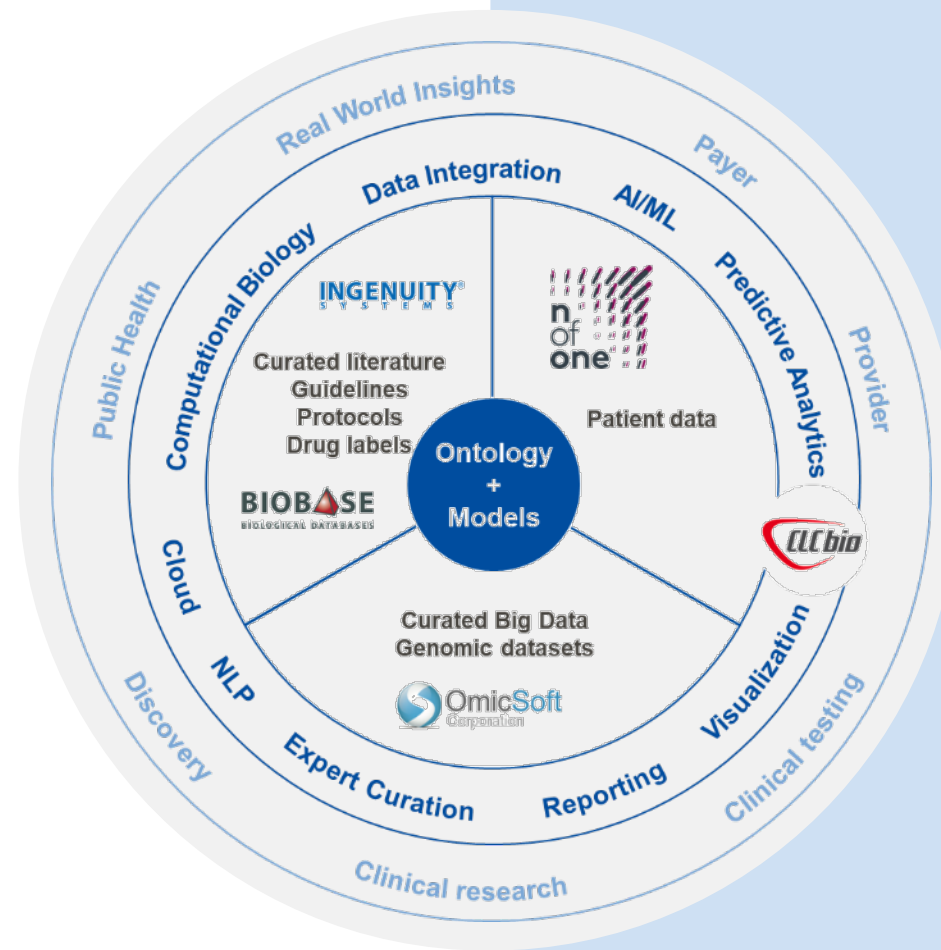 Real World Insights
Payer
Provider
Clinical testing
Clinical research
Discovery
Public Health
Data Integration
AI/ML
Predictive Analytics
CLC bio
Visualization
Reporting
Expert Curation
NLP
Cloud
Computational Biology
INGENUITY®
SYSTEMS
Curated literature
Guidelines
Protocols
Drug labels
BIOBASE
BIOLOGICAL DATABASES
n
of
one
Patient data
Ontology
+
Models
Curated Big Data
Genomic datasets
OmicSoft
Corporation